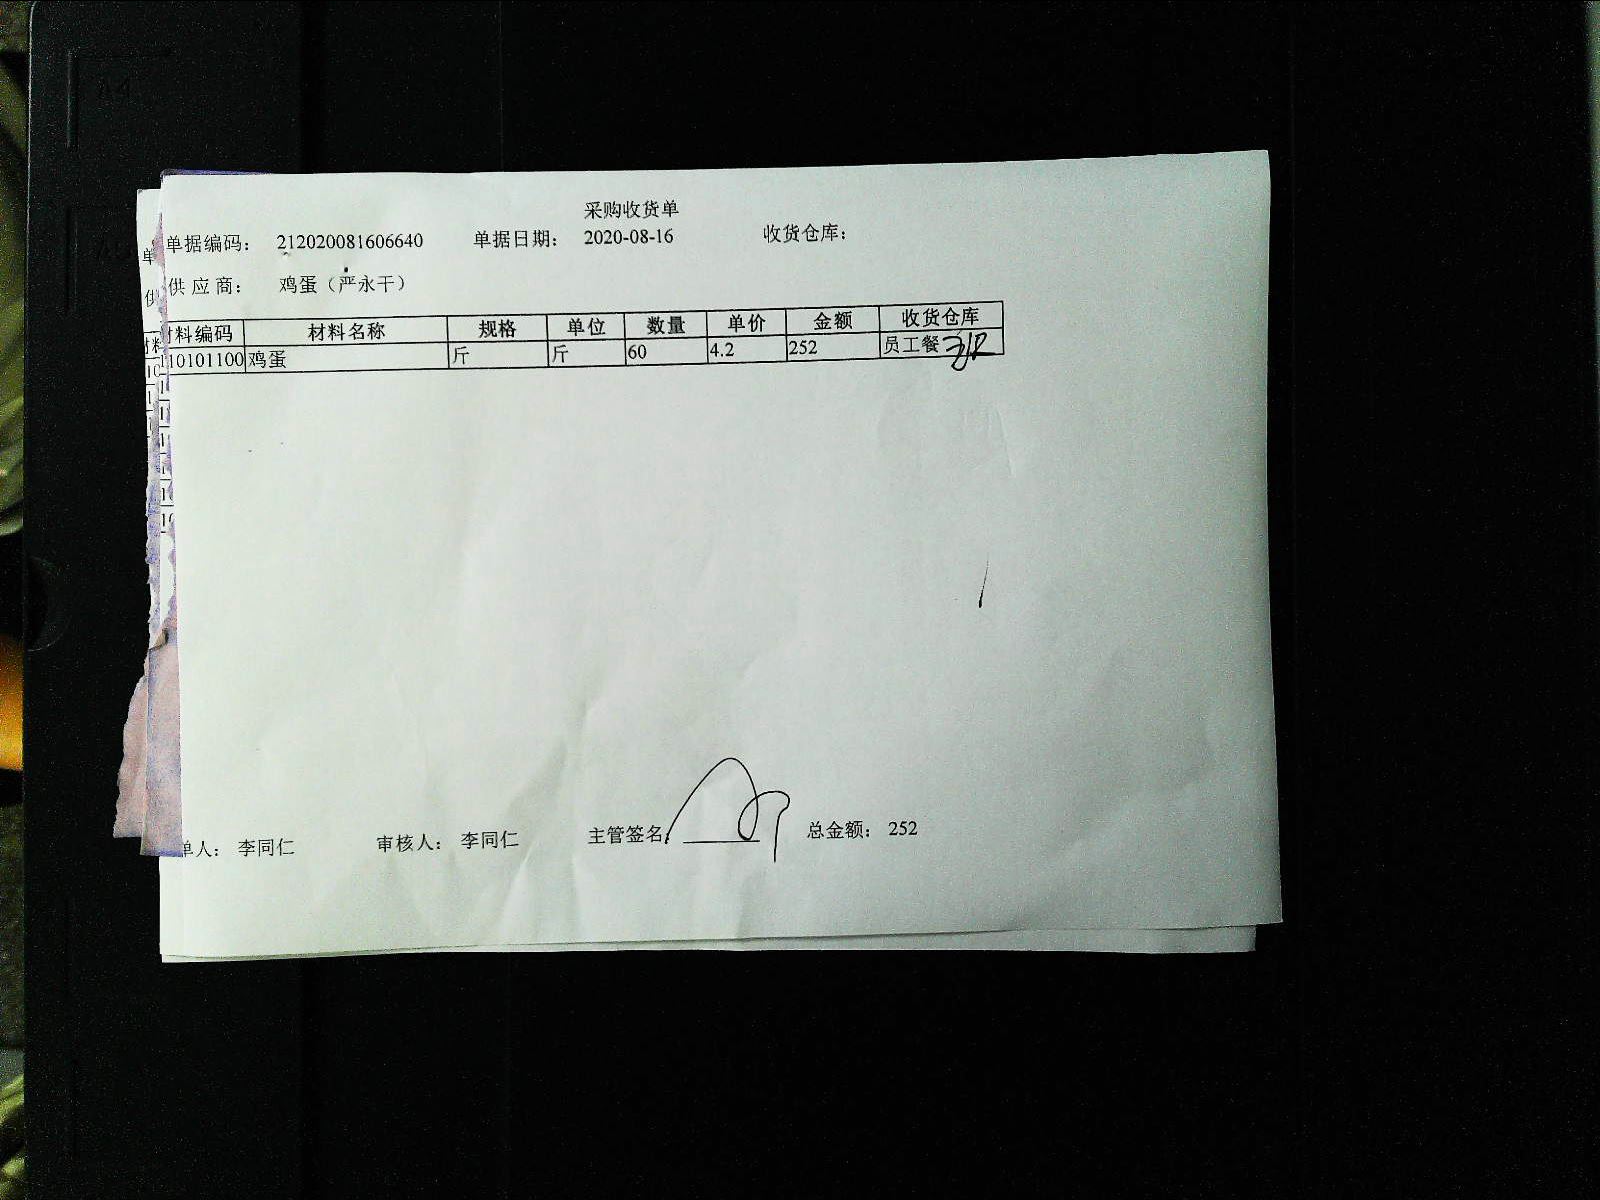 采购收货单
单据编码： 212020081606640 单据日期： 2020-08-16 收货仓库：
供应商： 鸡蛋（严永干）
材料编码 材料名称 规格 单位 数量 单价 金额 收货仓库
10101100 鸡蛋 斤 斤 60 4.2 252 员工餐
单人： 李同仁 审核人： 李同仁 主管签名： 总金额： 252